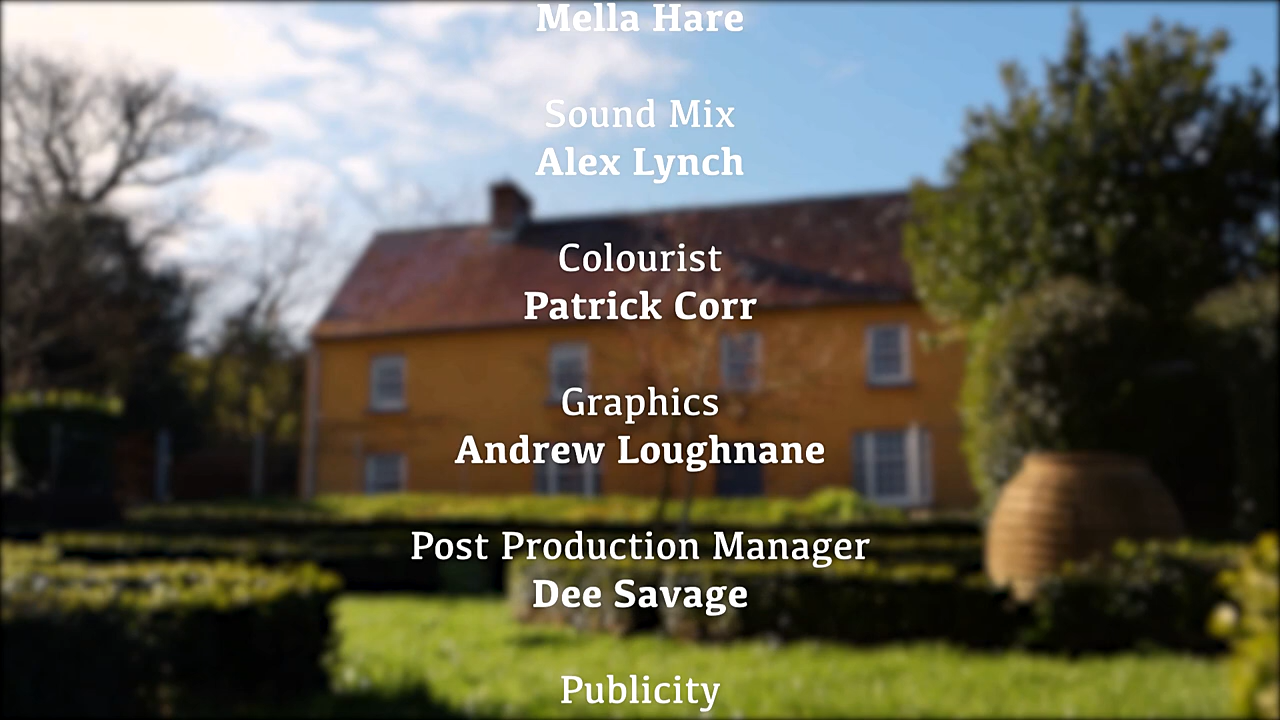 Mella Hare
Sound Mix
Alex Lynch
Colourist
Patrick Corr
Graphics
Andrew Loughnane
Post Production Manager
Dee Savage
Publicity